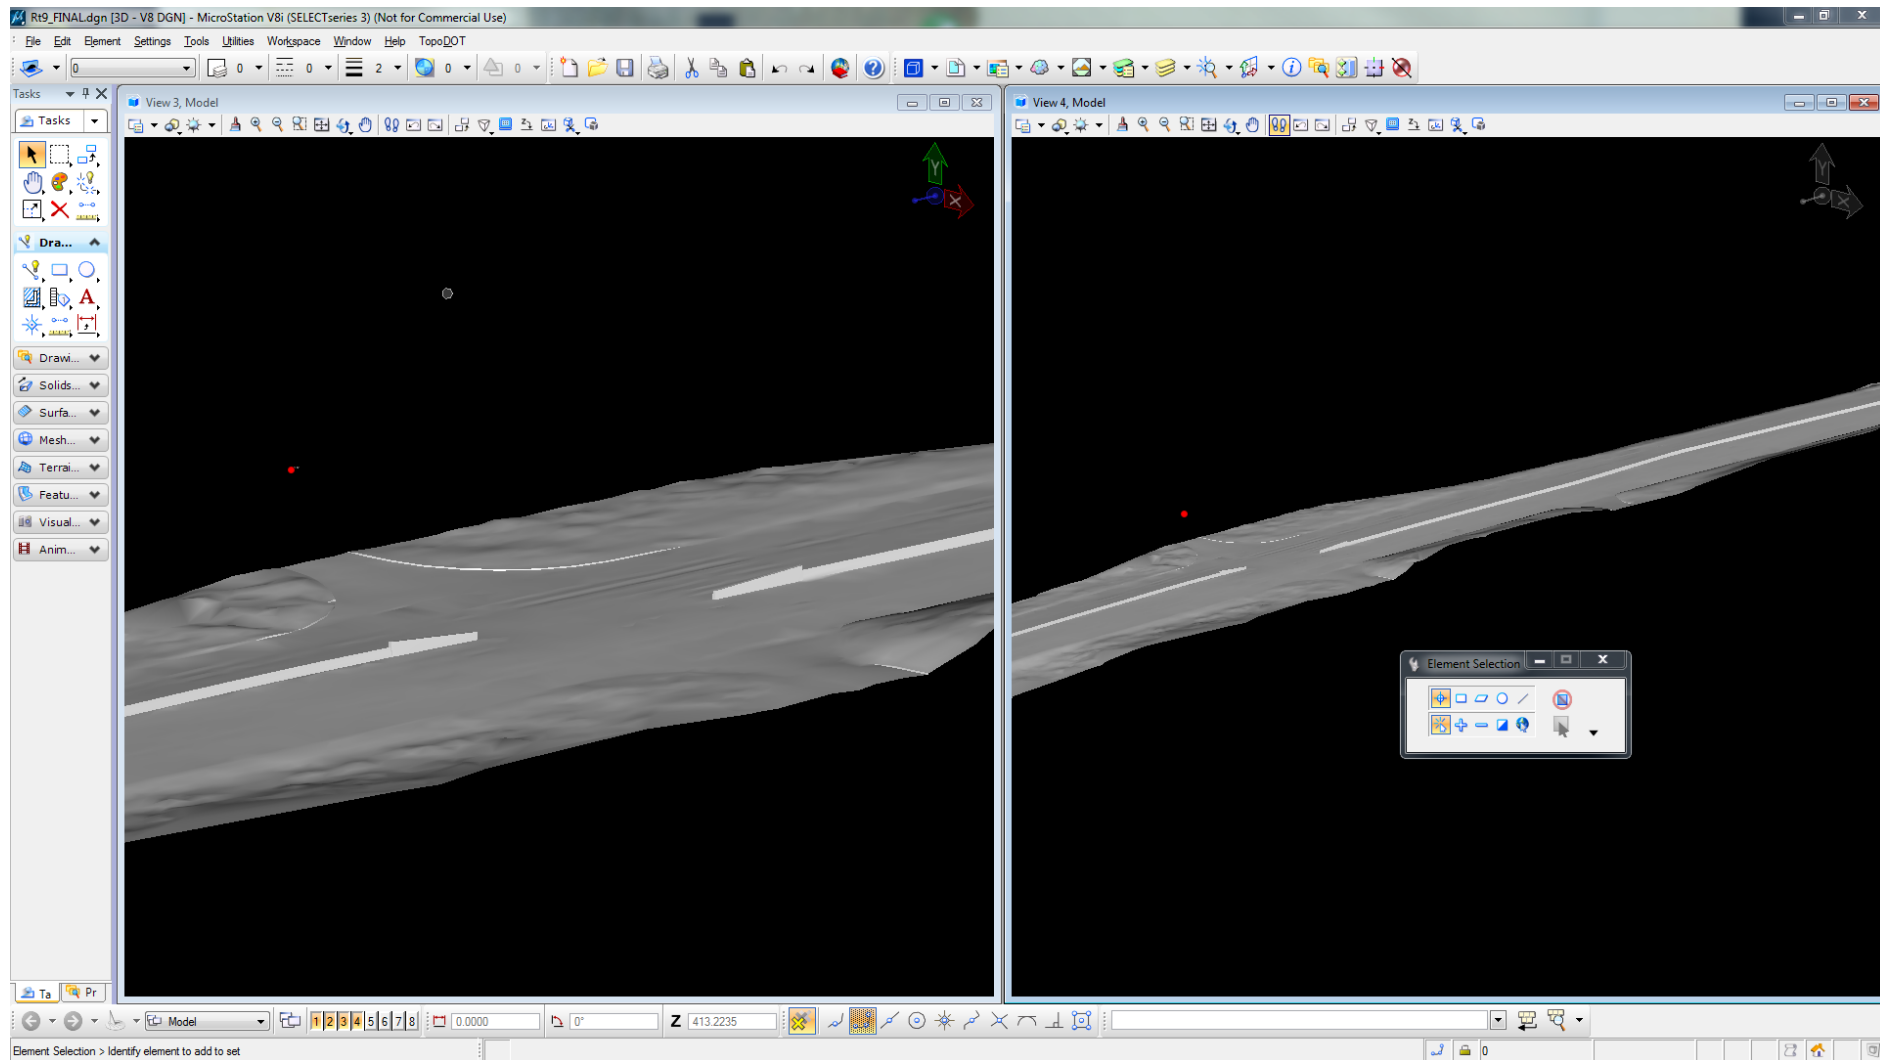 Rt9_FINAL.dgn [3D - V8 DGN] - MicroStation V8i (SELECTseries 3) (Not for Commercial Use)
File Edit Element Settings Tools Utilities Workspace Window Help TopoDOT
0 0 0 2 0 0
Tasks
Tasks
Dra...
Drawi...
Solids...
Surfa...
Mesh...
Terrai...
Featu...
Visual...
Anim...
Ta Pr
View 3, Model
Y
X
View 4, Model
Y
X
Element Selection
Model 1 2 3 4 5 6 7 8 0.0000 0° Z 413.2235
Element Selection > Identify element to add to set 0